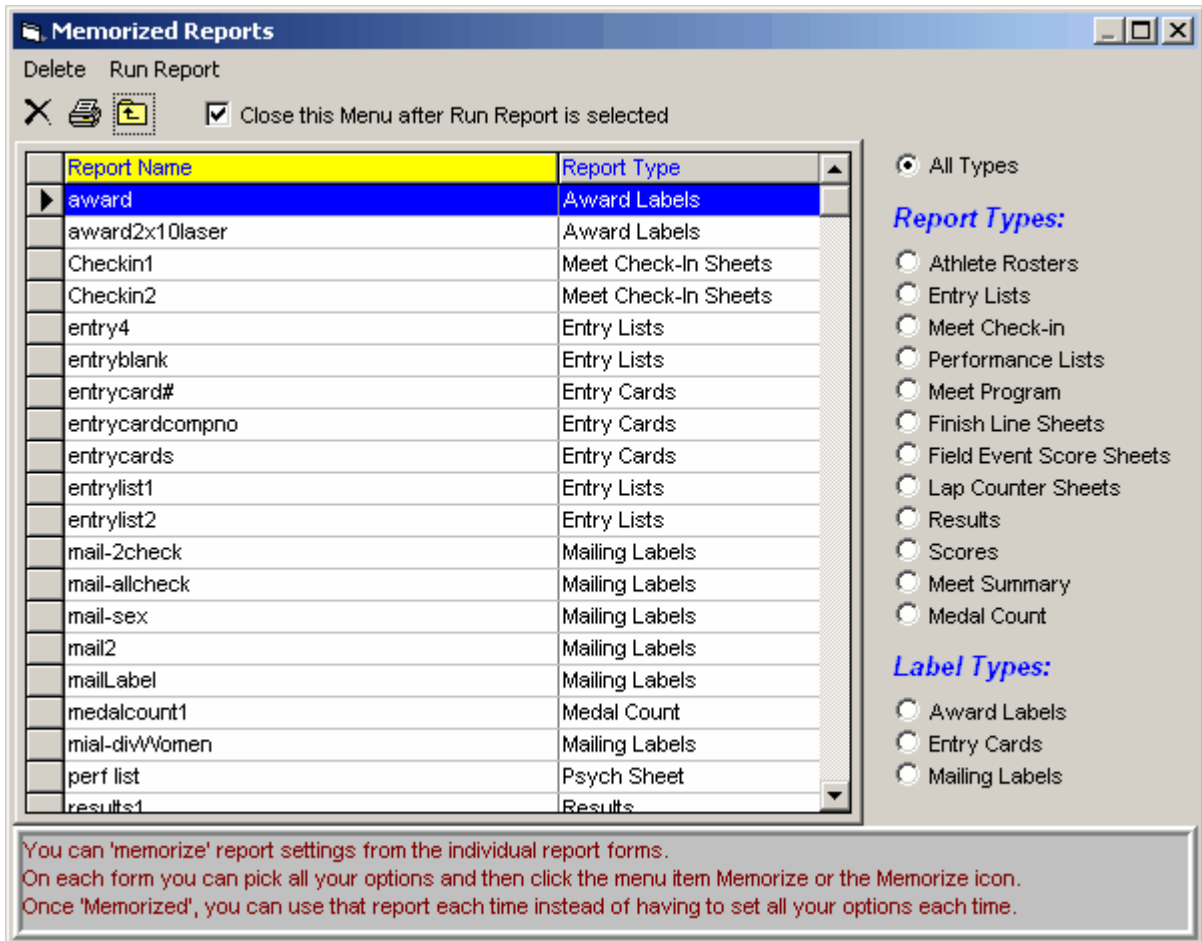 Memorized Reports
Delete Run Report
Close this Menu after Run Report is selected
Report Name Report Type
award Award Labels
award2x10laser Award Labels
Checkin1 Meet Check-In Sheets
Checkin2 Meet Check-In Sheets
entry4 Entry Lists
entryblank Entry Lists
entrycard# Entry Cards
entrycardcompno Entry Cards
entrycards Entry Cards
entrylist1 Entry Lists
entrylist2 Entry Lists
mail-2check Mailing Labels
mail-allcheck Mailing Labels
mail-sex Mailing Labels
mail2 Mailing Labels
mailLabel Mailing Labels
medalcount1 Medal Count
mial-divWomen Mailing Labels
perf list Psych Sheet
results1 Results
All Types
Report Types:
Athlete Rosters
Entry Lists
Meet Check-in
Performance Lists
Meet Program
Finish Line Sheets
Field Event Score Sheets
Lap Counter Sheets
Results
Scores
Meet Summary
Medal Count
Label Types:
Award Labels
Entry Cards
Mailing Labels
You can 'memorize' report settings from the individual report forms.
On each form you can pick all your options and then click the menu item Memorize or the Memorize icon.
Once 'Memorized', you can use that report each time instead of having to set all your options each time.